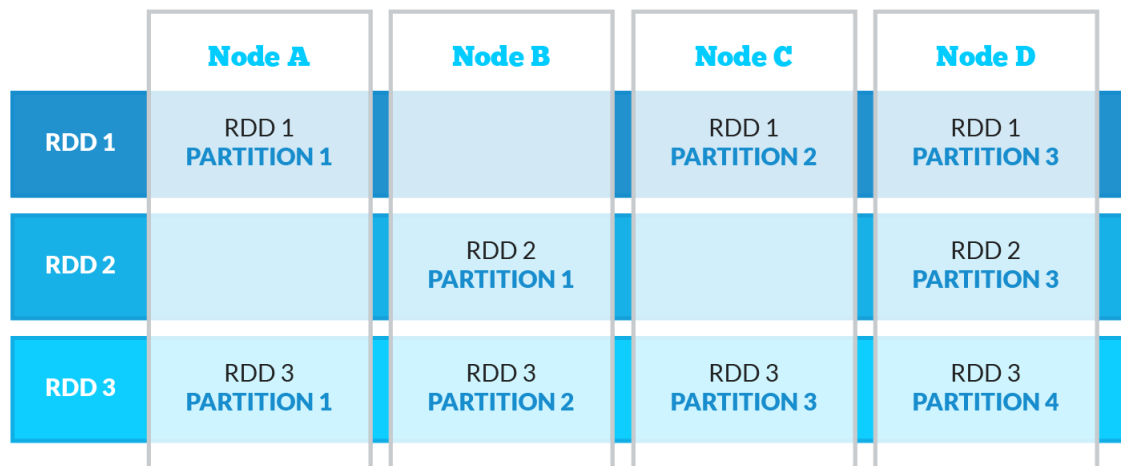 Node A
Node B
Node C
Node D
RDD 1
RDD 1
PARTITION 1
RDD 1
PARTITION 2
RDD 1
PARTITION 3
RDD 2
RDD 2
PARTITION 1
RDD 2
PARTITION 3
RDD 3
RDD 3
PARTITION 1
RDD 3
PARTITION 2
RDD 3
PARTITION 3
RDD 3
PARTITION 4